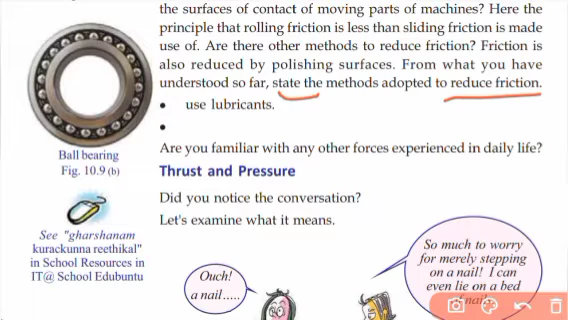 the surfaces of contact of moving parts of machines? Here the
principle that rolling friction is less than sliding friction is made
use of. Are there other methods to reduce friction? Friction is
also reduced by polishing surfaces. From what you have
understood so far, state the methods adopted to reduce friction.
• use lubricants.
•
Are you familiar with any other forces experienced in daily life?
Ball bearing
Fig. 10.9 (b)
Thrust and Pressure
Did you notice the conversation?
Let's examine what it means.
See "gharshanam
kurackunna reethikal"
in School Resources in
IT@ School Edubuntu
Ouch!
a nail.....
So much to worry
for merely stepping
on a nail! I can
even lie on a bed